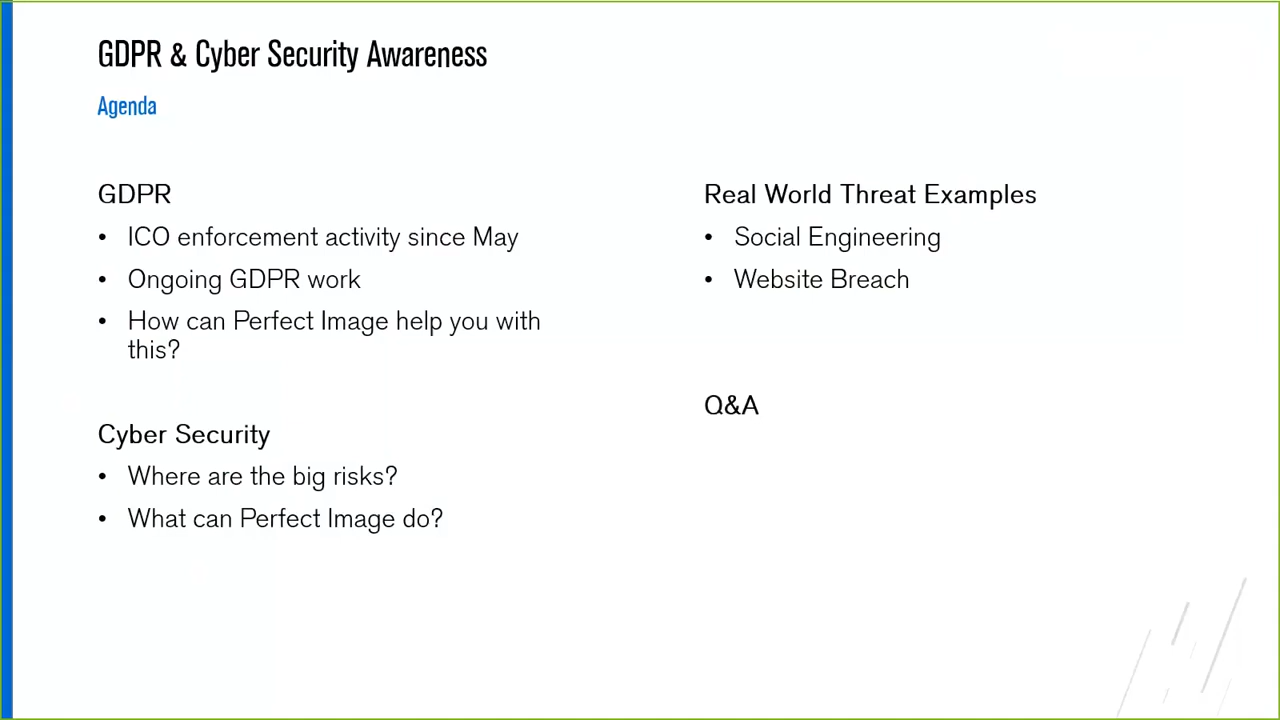 GDPR & Cyber Security Awareness
Agenda
GDPR
• ICO enforcement activity since May
• Ongoing GDPR work
• How can Perfect Image help you with
this?
Cyber Security
• Where are the big risks?
• What can Perfect Image do?
Real World Threat Examples
• Social Engineering
• Website Breach
Q&A